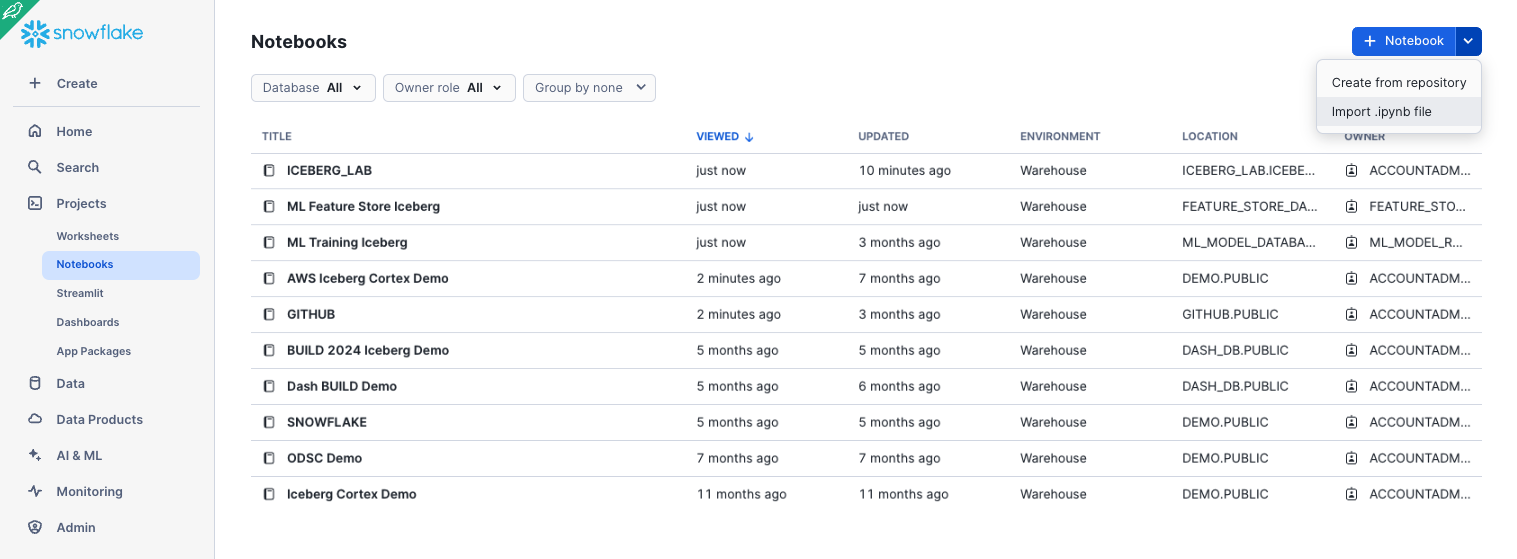 snowflake
Create
Home
Search
Projects
Worksheets
Notebooks
Streamlit
Dashboards
App Packages
Data
Data Products
AI & ML
Monitoring
Admin
Notebooks
+ Notebook
Create from repository
Import .ipynb file
Database All
Owner role All
Group by none
TITLE VIEWED ↓ UPDATED ENVIRONMENT LOCATION OWNER
ICEBERG_LAB just now 10 minutes ago Warehouse ICEBERG_LAB.ICEBE... ACCOUNTADM...
ML Feature Store Iceberg just now just now Warehouse FEATURE_STORE_DA... FEATURE_STO...
ML Training Iceberg just now 3 months ago Warehouse ML_MODEL_DATABA... ML_MODEL_R...
AWS Iceberg Cortex Demo 2 minutes ago 7 months ago Warehouse DEMO.PUBLIC ACCOUNTADM...
GITHUB 2 minutes ago 3 months ago Warehouse GITHUB.PUBLIC ACCOUNTADM...
BUILD 2024 Iceberg Demo 5 months ago 5 months ago Warehouse DASH_DB.PUBLIC ACCOUNTADM...
Dash BUILD Demo 5 months ago 6 months ago Warehouse DASH_DB.PUBLIC ACCOUNTADM...
SNOWFLAKE 5 months ago 5 months ago Warehouse DEMO.PUBLIC ACCOUNTADM...
ODSC Demo 7 months ago 7 months ago Warehouse DEMO.PUBLIC ACCOUNTADM...
Iceberg Cortex Demo 11 months ago 11 months ago Warehouse DEMO.PUBLIC ACCOUNTADM...